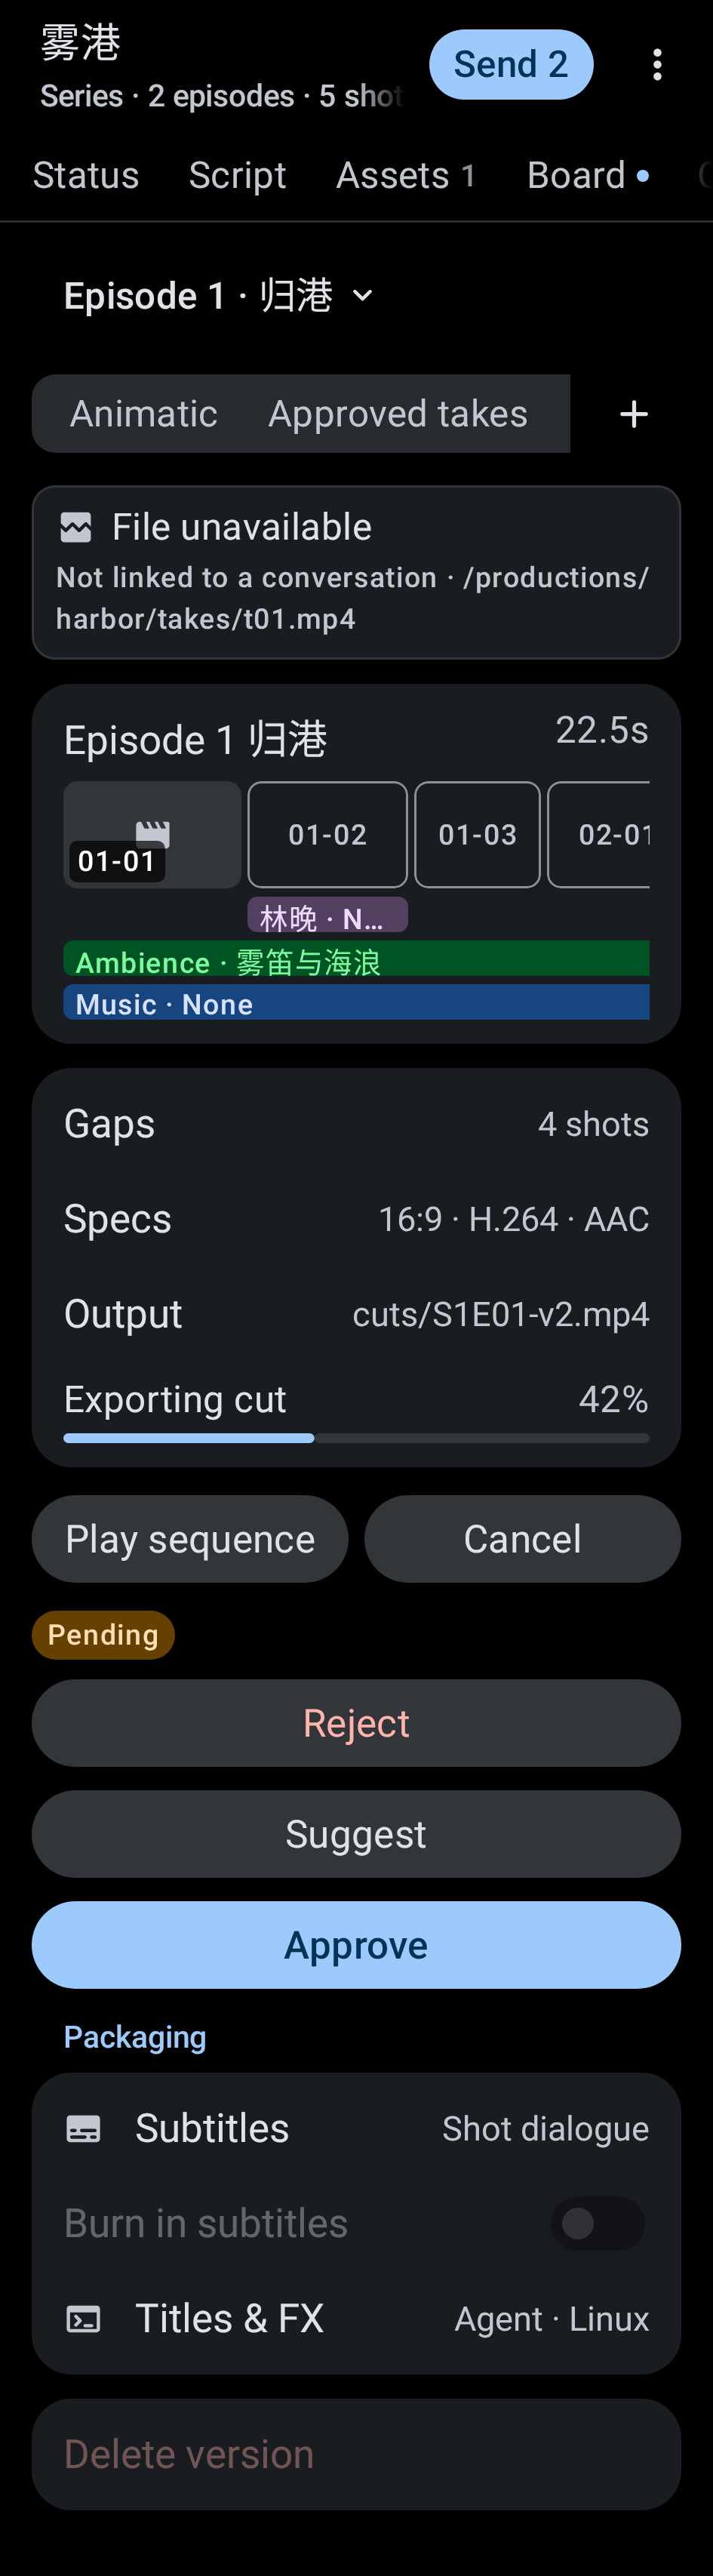 雾港
Send 2
Series · 2 episodes · 5 shot
Status Script Assets 1 Board
Episode 1 · 归港
Animatic Approved takes
File unavailable
Not linked to a conversation · /productions/
harbor/takes/t01.mp4
Episode 1 归港 22.5s
01-01 01-02 01-03 02-01
林晚 · N…
Ambience · 雾笛与海浪
Music · None
Gaps 4 shots
Specs 16:9 · H.264 · AAC
Output cuts/S1E01-v2.mp4
Exporting cut 42%
Play sequence Cancel
Pending
Reject
Suggest
Approve
Packaging
Subtitles Shot dialogue
Burn in subtitles
Titles & FX Agent · Linux
Delete version